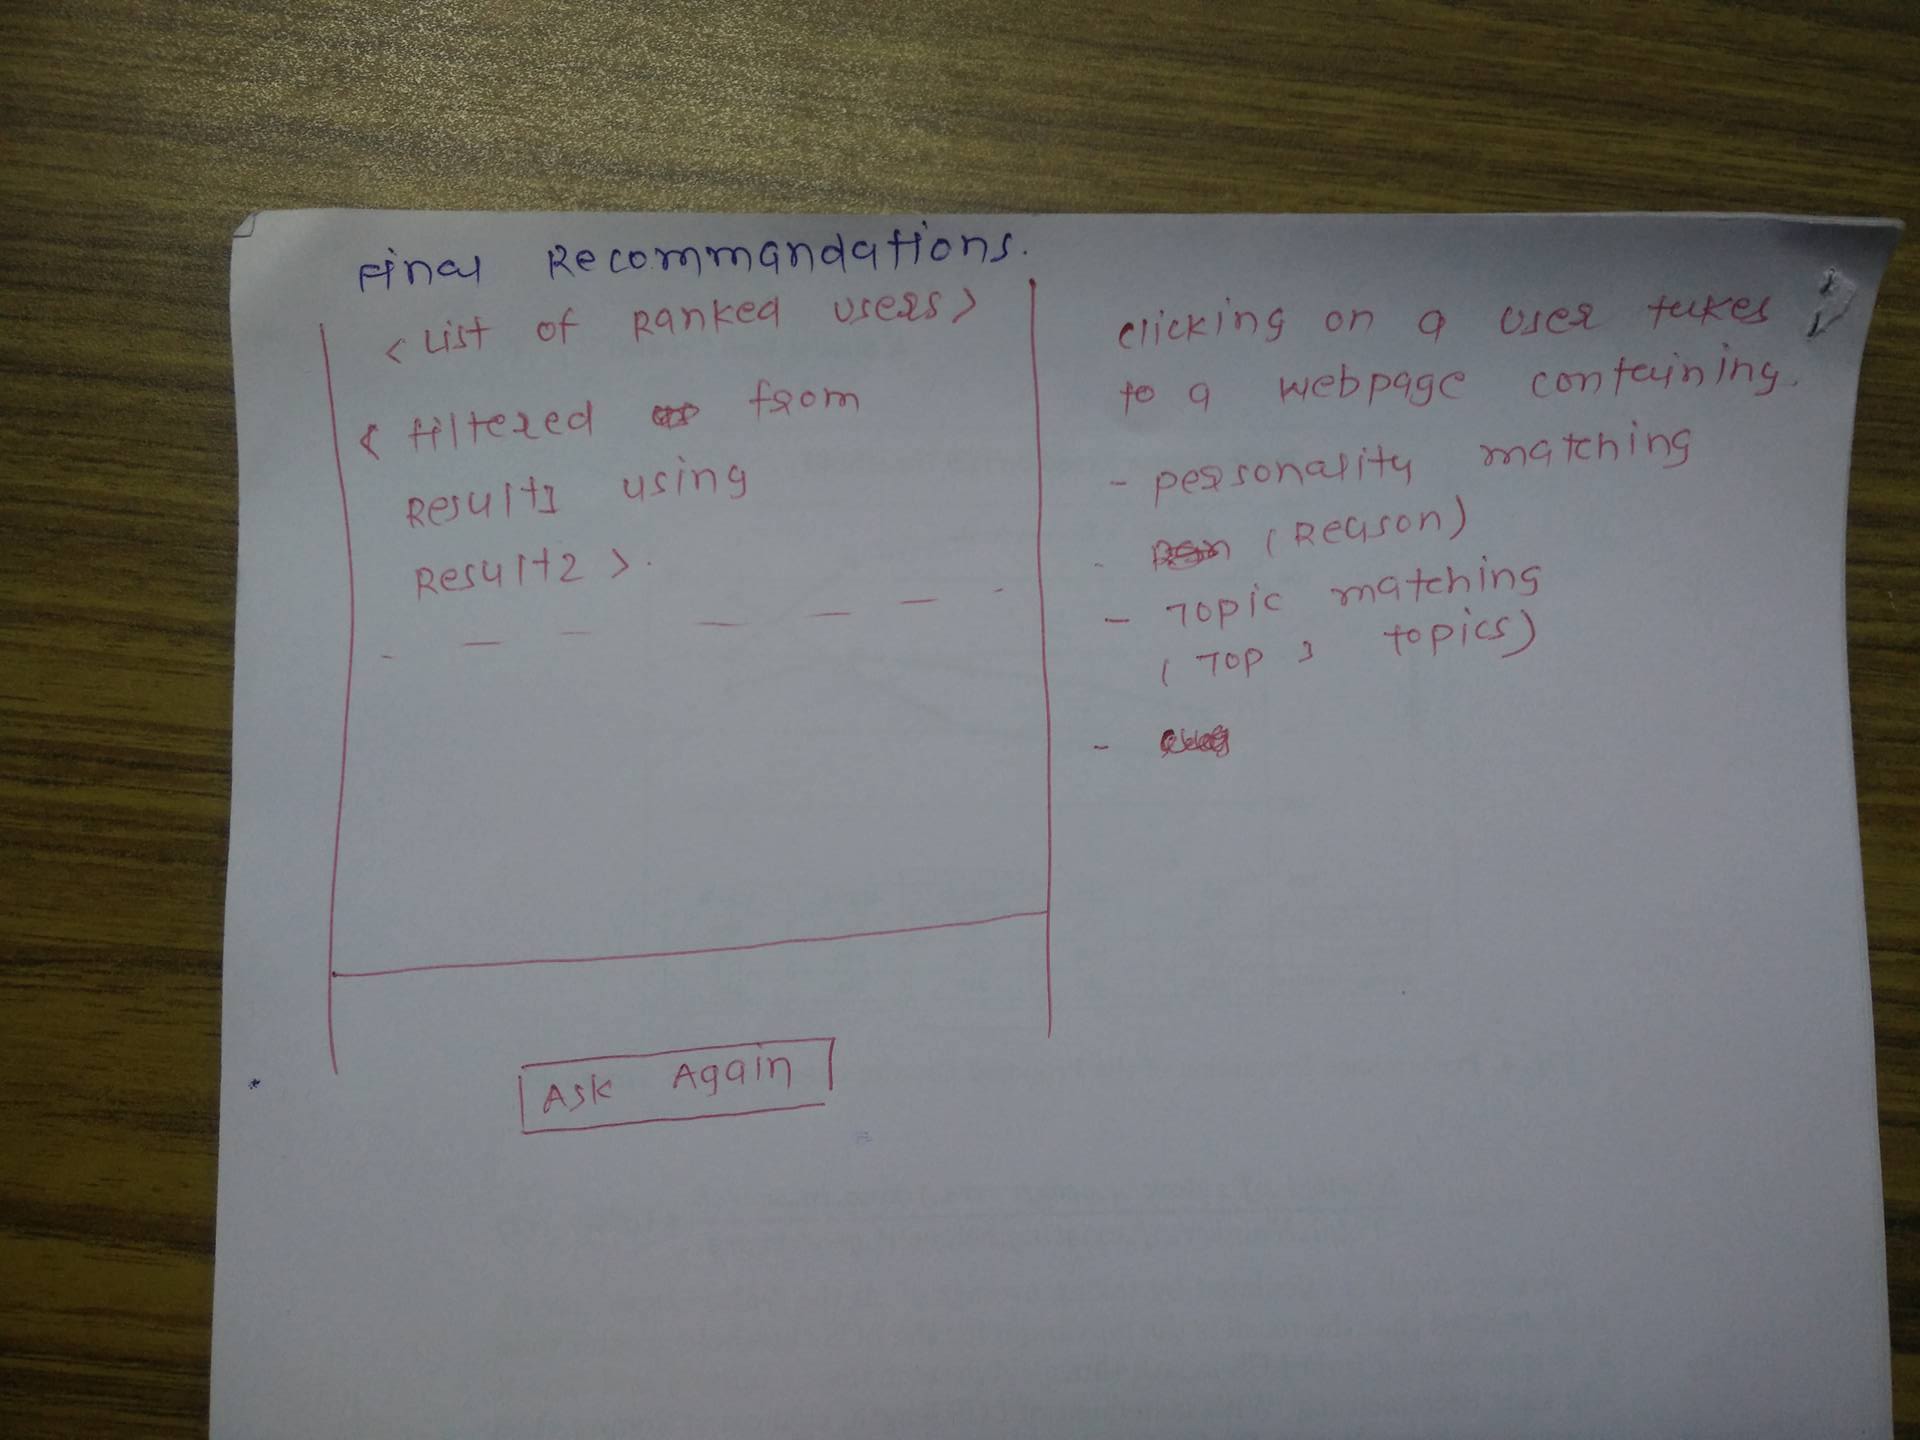 Final Recommandations.
< List of Ranked users >
< filtered from
Result1 using
Result2 >.
Ask Again
clicking on a user takes
to a webpage containing.
- personality matching
- (Reason)
- Topic matching
( Top 3 topics)
-